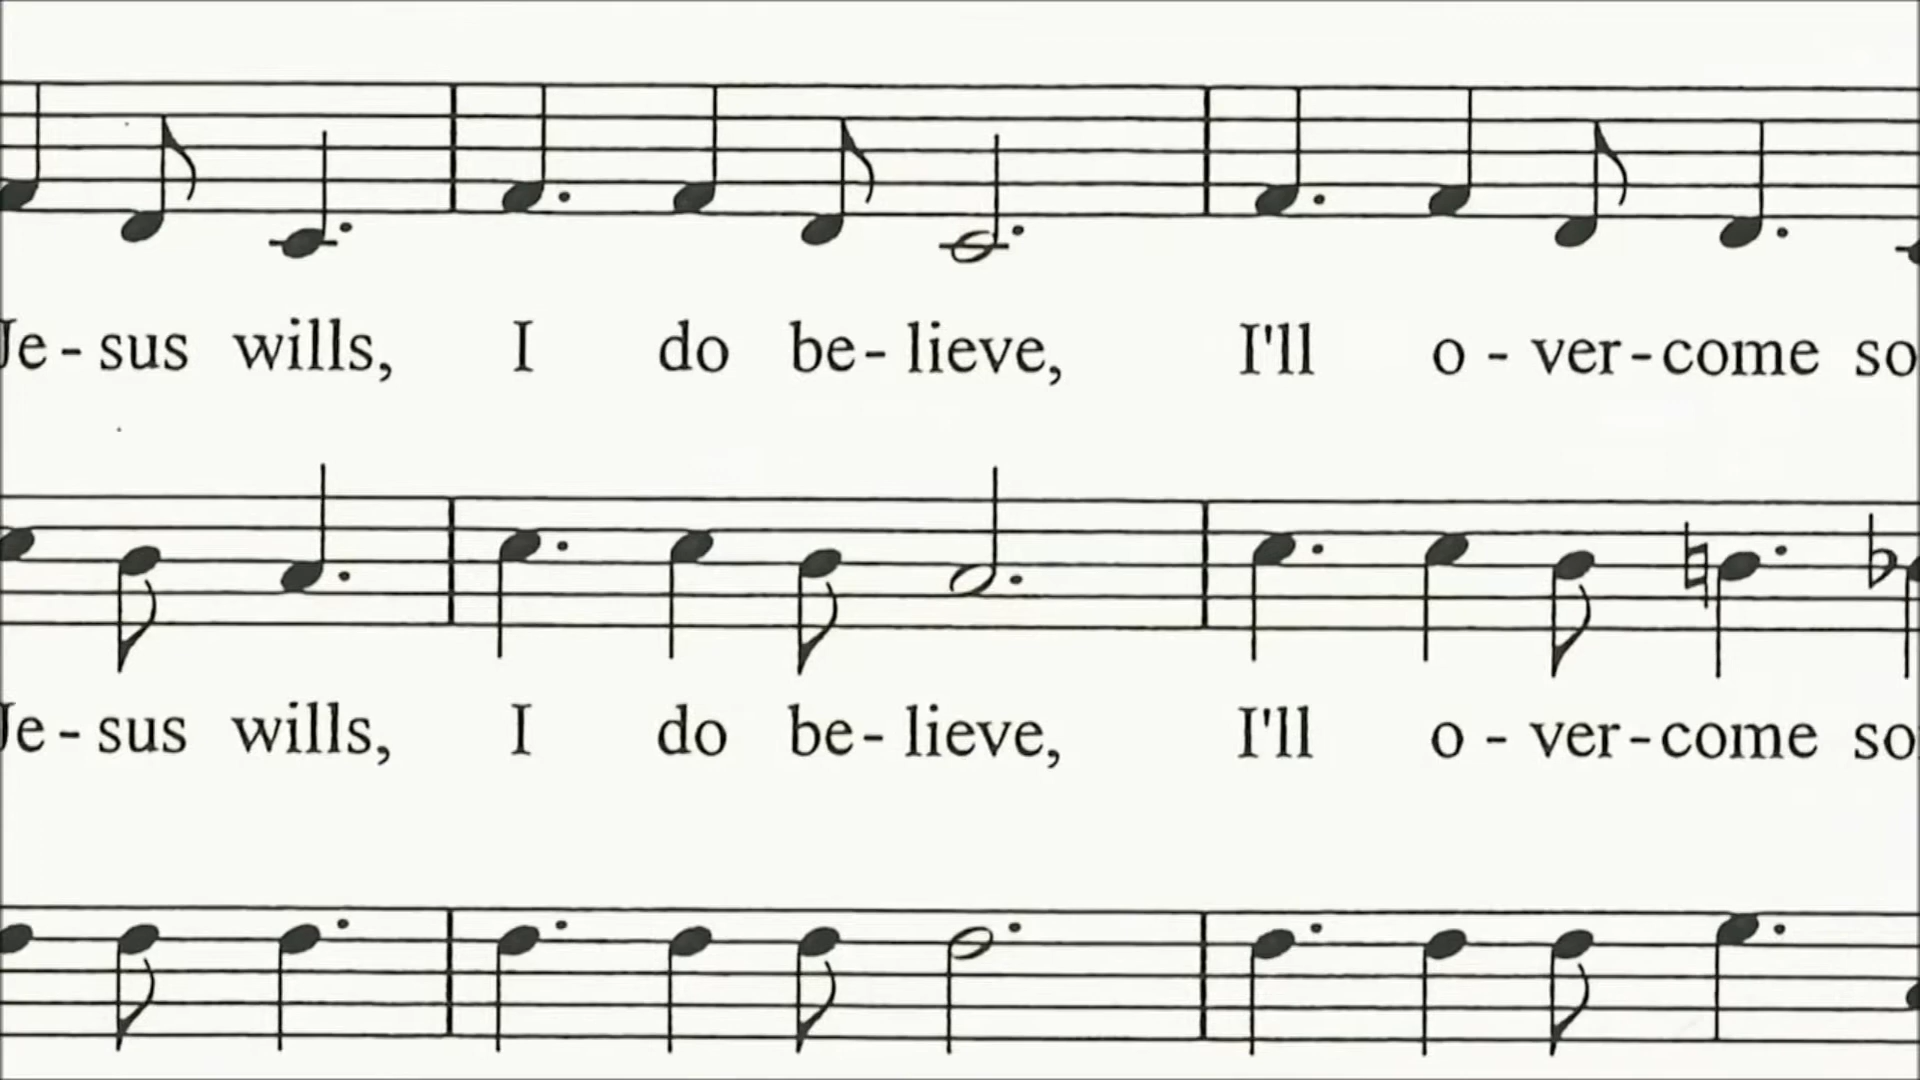 Je - sus wills, I do be - lieve, I'll o - ver - come so
Je - sus wills, I do be - lieve, I'll o - ver - come so